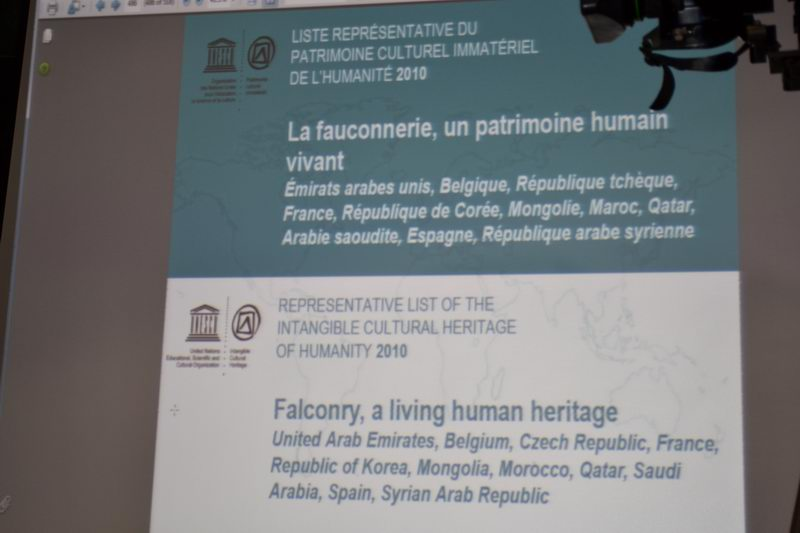 LISTE REPRÉSENTATIVE DU
PATRIMOINE CULTUREL IMMATÉRIEL
DE L'HUMANITÉ 2010
La fauconnerie, un patrimoine humain
vivant
Émirats arabes unis, Belgique, République tchèque,
France, République de Corée, Mongolie, Maroc, Qatar,
Arabie saoudite, Espagne, République arabe syrienne
REPRESENTATIVE LIST OF THE
INTANGIBLE CULTURAL HERITAGE
OF HUMANITY 2010
United Nations
Educational, Scientific and
Cultural Organization
Intangible
Cultural
Heritage
Falconry, a living human heritage
United Arab Emirates, Belgium, Czech Republic, France,
Republic of Korea, Mongolia, Morocco, Qatar, Saudi
Arabia, Spain, Syrian Arab Republic